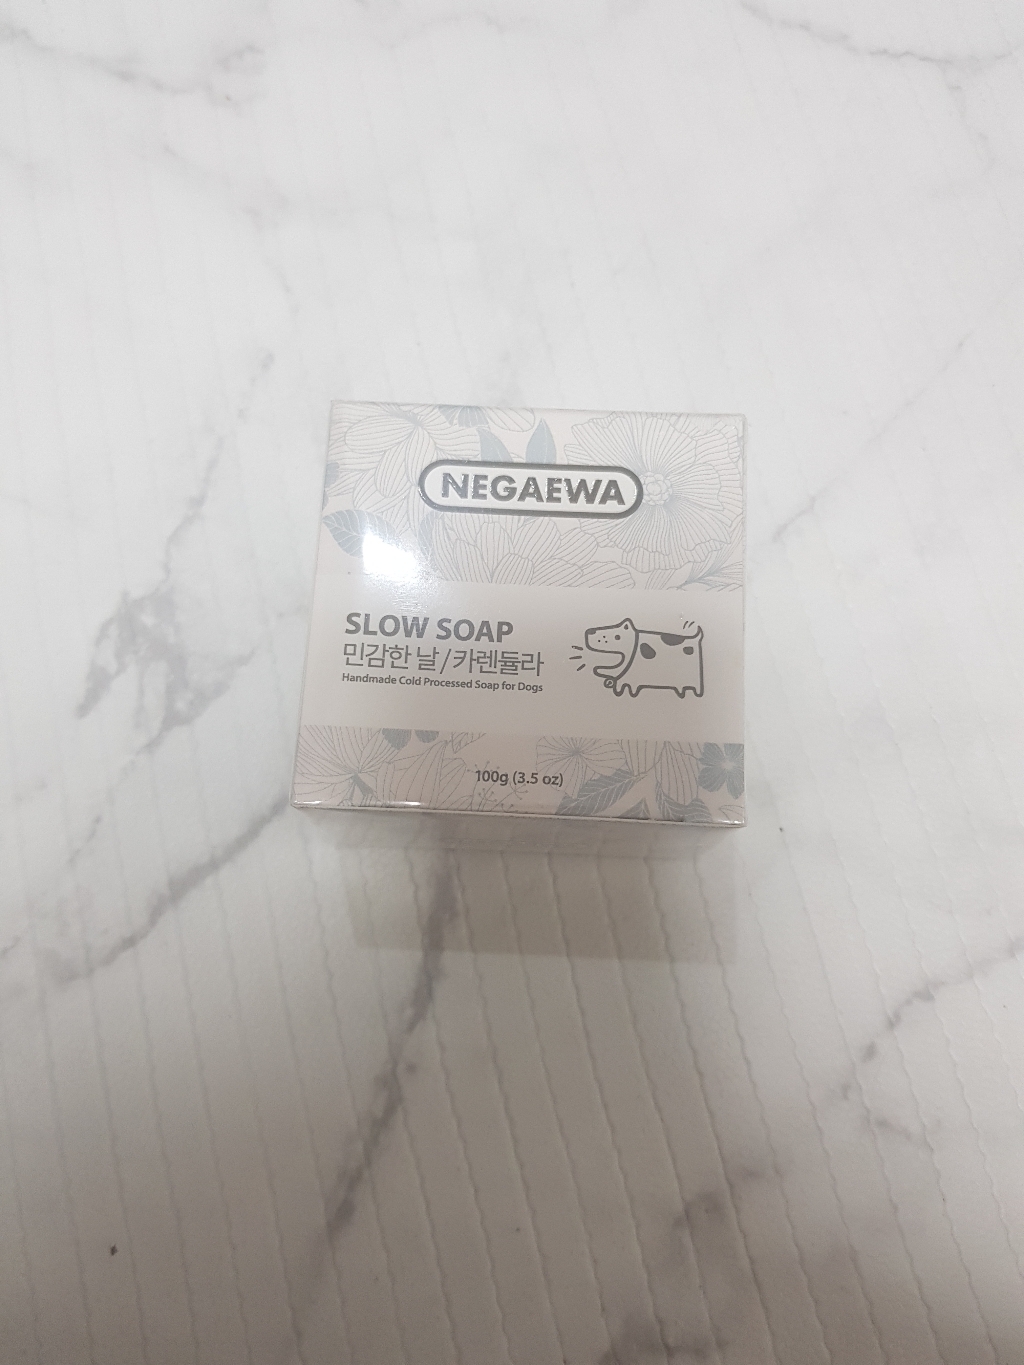 NEGAEWA
SLOW SOAP
민감한 날/카렌듈라
Handmade Cold Processed Soap for Dogs
100g (3.5 oz)